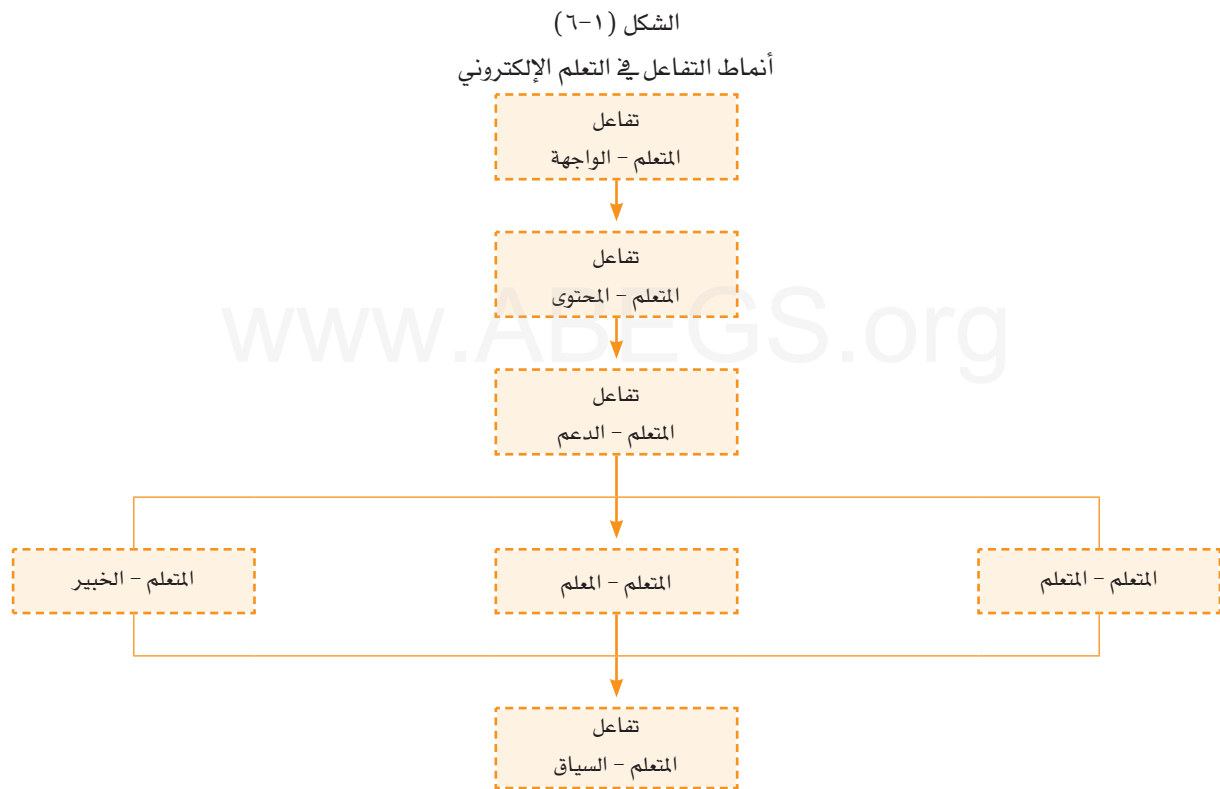 الشكل (١-٦)
أنماط التفاعل في التعلم الإلكتروني
تفاعل
المتعلم – الواجهة
تفاعل
المتعلم – المحتوى
www.ABEGS.org
تفاعل
المتعلم – الدعم
المتعلم – المتعلم
المتعلم – المعلم
المتعلم – الخبير
تفاعل
المتعلم – السياق